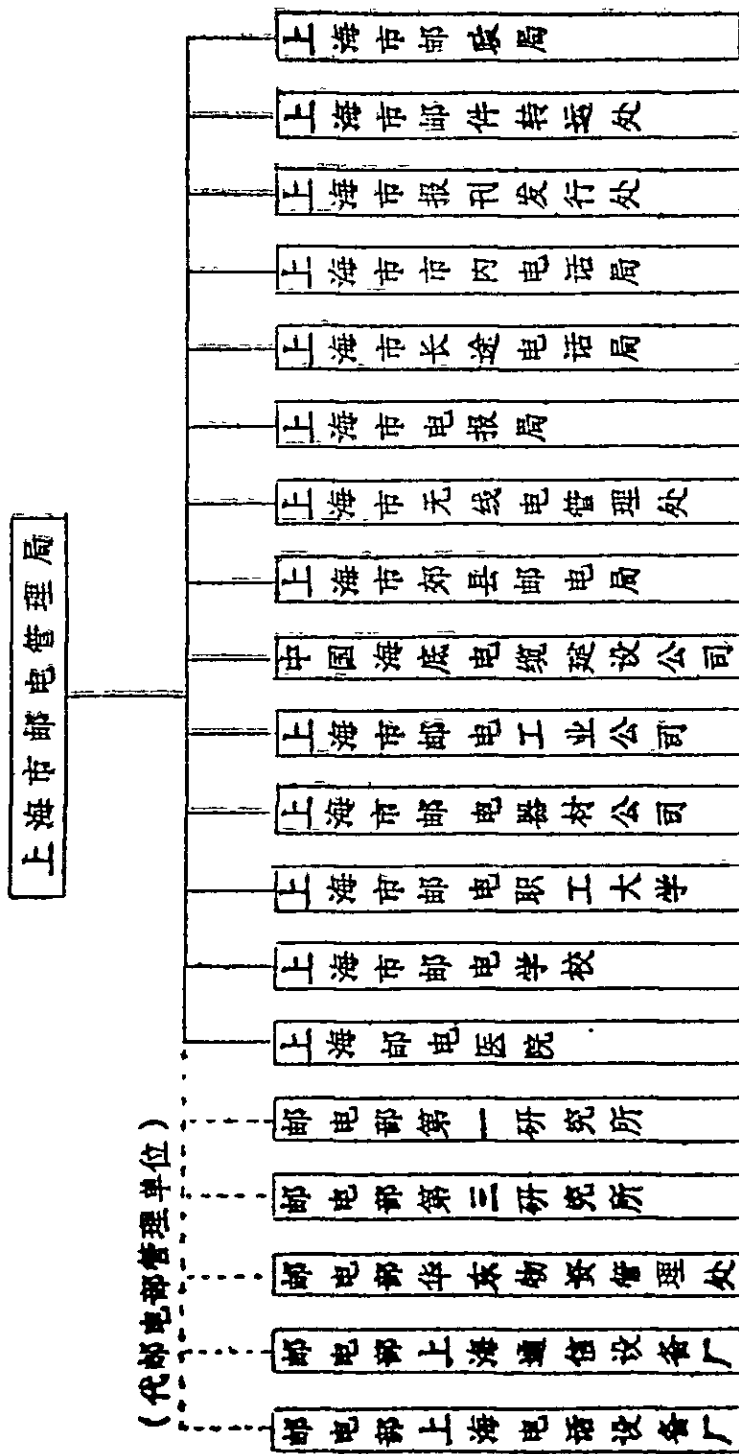 上海市邮电管理局
上海市邮政局
上海市邮件转运处
上海市报刊发行处
上海市市内电话局
上海市长途电话局
上海市电报局
上海市无线电管理处
上海市郊县邮电局
中国海底电缆建设公司
上海市邮电工业公司
上海市邮电器材公司
上海市邮电职工大学
上海市邮电学校
上海邮电医院
(代邮电部管理单位)
邮电部第一研究所
邮电部第三研究所
邮电部华东物资管理处
邮电部上海通信设备厂
邮电部上海电话设备厂